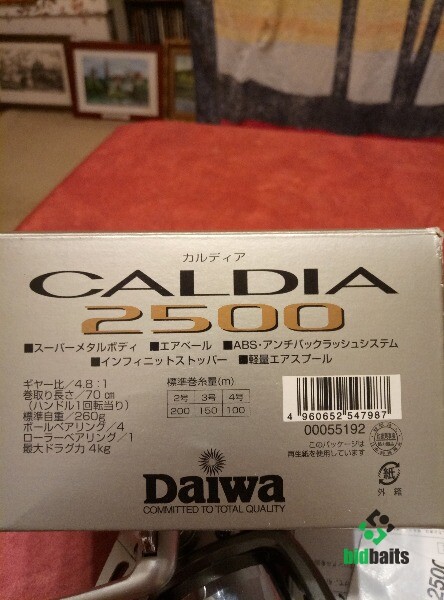 カルディア
CALDIA
2500
■スーパーメタルボディ ■エアベール ■ABS・アンチバックラッシュシステム
■インフィニットストッパー ■軽量エアスプール
ギヤー比/4.8:1
巻取り長さ/70cm
(ハンドル1回転当り)
標準自重/260g
ボールベアリング/4
ローラーベアリング/1
最大ドラグ力4kg
標準巻糸量(m)
2号 3号 4号
200 150 100
4 960652 547987
00055192
このパッケージは
再生紙を使用しています
紙
外箱
Daiwa
COMMITTED TO TOTAL QUALITY
bidbaits
2500